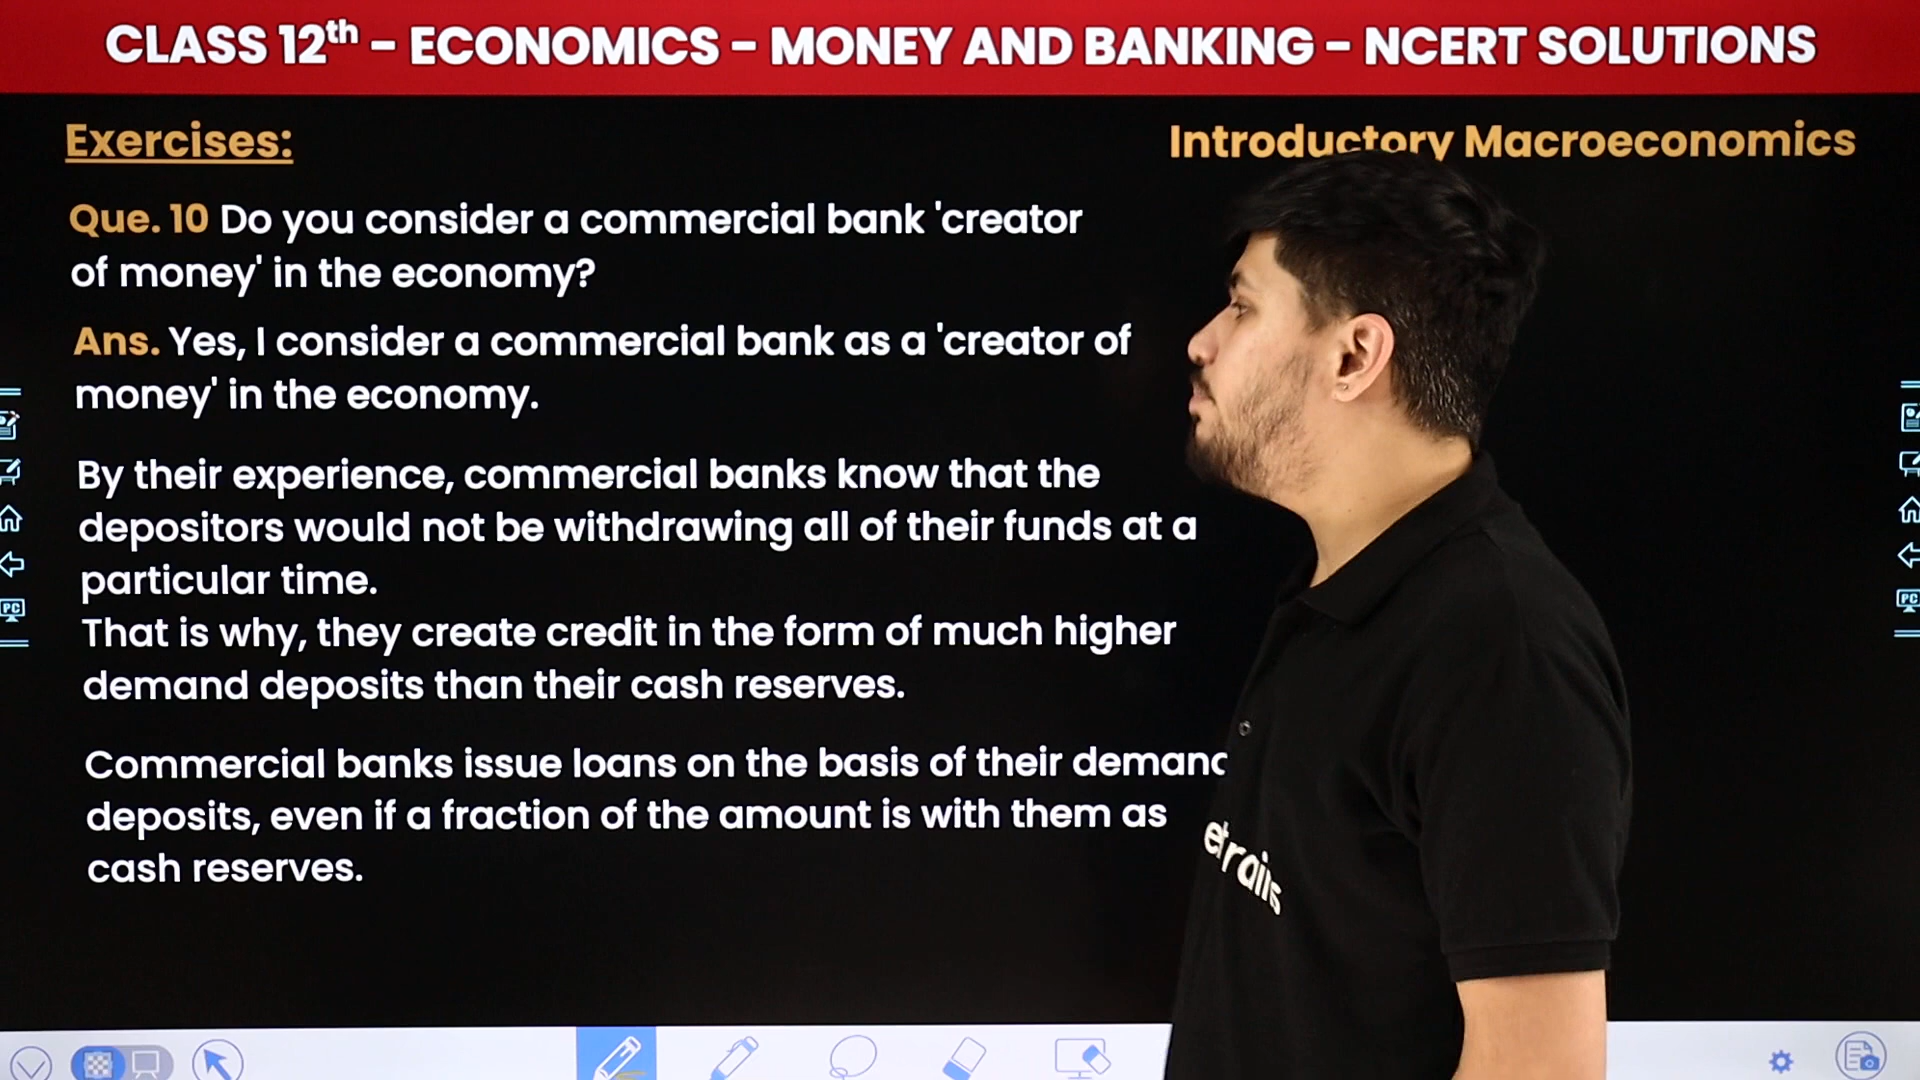 CLASS 12th - ECONOMICS - MONEY AND BANKING - NCERT SOLUTIONS
Exercises:
Introductory Macroeconomics
Que. 10 Do you consider a commercial bank 'creator
of money' in the economy?
Ans. Yes, I consider a commercial bank as a 'creator of
money' in the economy.
By their experience, commercial banks know that the
depositors would not be withdrawing all of their funds at a
particular time.
That is why, they create credit in the form of much higher
demand deposits than their cash reserves.
Commercial banks issue loans on the basis of their demand
deposits, even if a fraction of the amount is with them as
cash reserves.
etrails
PC
PC